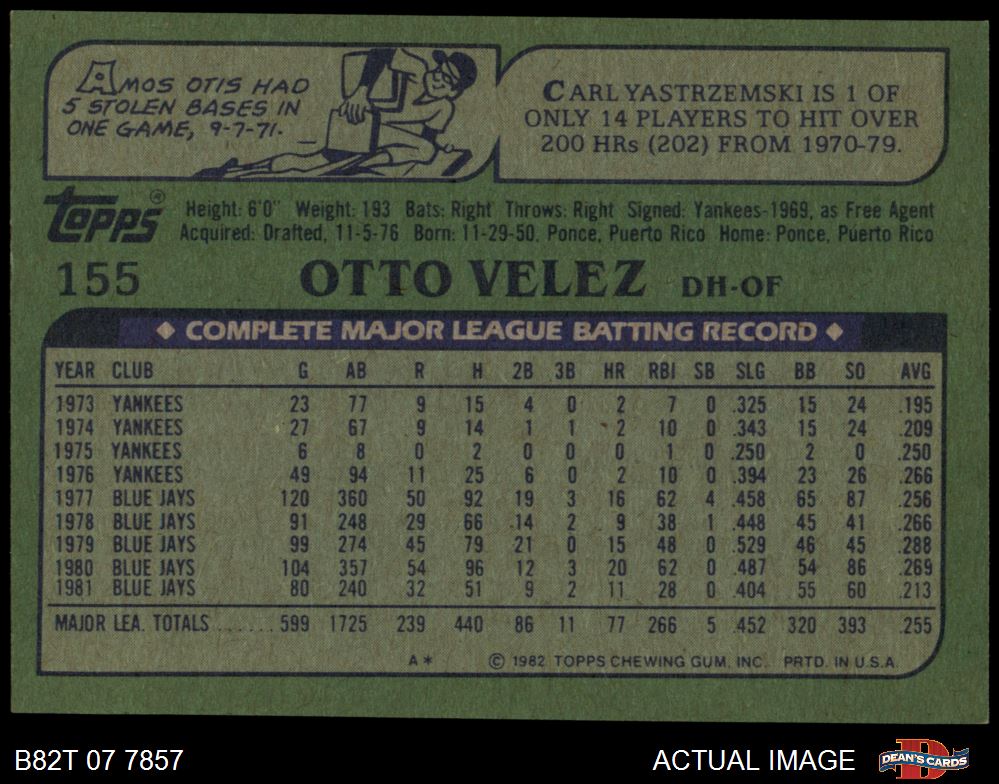 AMOS OTIS HAD
5 STOLEN BASES IN
ONE GAME, 9-7-71.
CARL YASTRZEMSKI IS 1 OF
ONLY 14 PLAYERS TO HIT OVER
200 HRs (202) FROM 1970-79.
TOPPS®
Height: 6'0" Weight: 193 Bats: Right Throws: Right Signed: Yankees-1969, as Free Agent
Acquired: Drafted, 11-5-76 Born: 11-29-50, Ponce, Puerto Rico Home: Ponce, Puerto Rico
155 OTTO VELEZ DH-OF
◆ COMPLETE MAJOR LEAGUE BATTING RECORD ◆
YEAR CLUB G AB R H 2B 3B HR RBI SB SLG BB SO AVG
1973 YANKEES 23 77 9 15 4 0 2 7 0 .325 15 24 .195
1974 YANKEES 27 67 9 14 1 1 2 10 0 .343 15 24 .209
1975 YANKEES 6 8 0 2 0 0 0 1 0 .250 2 0 .250
1976 YANKEES 49 94 11 25 6 0 2 10 0 .394 23 26 .266
1977 BLUE JAYS 120 360 50 92 19 3 16 62 4 .458 65 87 .256
1978 BLUE JAYS 91 248 29 66 14 2 9 38 1 .448 45 41 .266
1979 BLUE JAYS 99 274 45 79 21 0 15 48 0 .529 46 45 .288
1980 BLUE JAYS 104 357 54 96 12 3 20 62 0 .487 54 86 .269
1981 BLUE JAYS 80 240 32 51 9 2 11 28 0 .404 55 60 .213
MAJOR LEA. TOTALS ...... 599 1725 239 440 86 11 77 266 5 .452 320 393 .255
A* © 1982 TOPPS CHEWING GUM, INC. PRTD. IN U.S.A.
B82T 07 7857 ACTUAL IMAGE DEAN'S CARDS